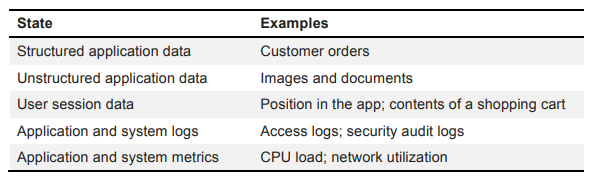 State Examples
Structured application data Customer orders
Unstructured application data Images and documents
User session data Position in the app; contents of a shopping cart
Application and system logs Access logs; security audit logs
Application and system metrics CPU load; network utilization